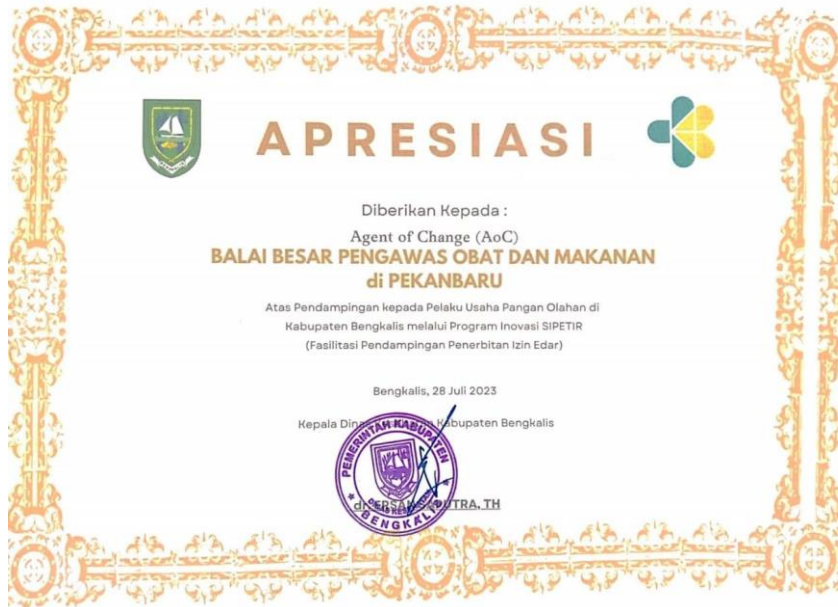 APRESIASI
Diberikan Kepada :
Agent of Change (AoC)
BALAI BESAR PENGAWAS OBAT DAN MAKANAN
di PEKANBARU
Atas Pendampingan kepada Pelaku Usaha Pangan Olahan di
Kabupaten Bengkalis melalui Program Inovasi SIPETIR
(Fasilitasi Pendampingan Penerbitan Izin Edar)
Bengkalis, 28 Juli 2023
Kepala Kabupaten Bengkalis
PEMERINTAH KABUPATEN
BENGKALIS
dr. TH